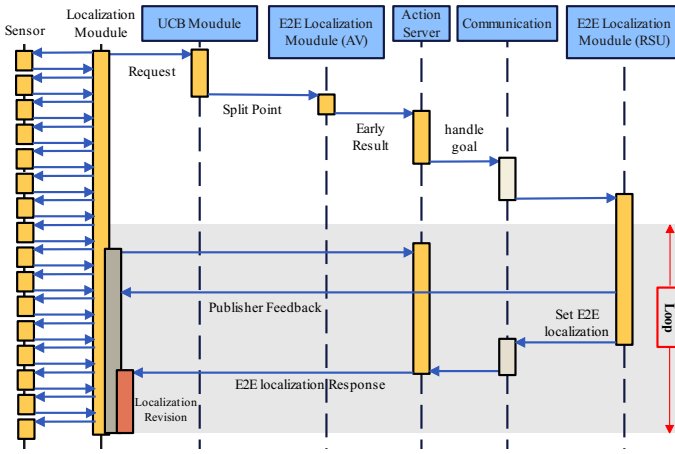 Sensor
Localization
Moudule
UCB Moudule
E2E Localization
Moudule (AV)
Action
Server
Communication
E2E Localization
Moudule (RSU)
Request
Split Point
Early
Result
handle
goal
Publisher Feedback
Set E2E
localization
Loop
E2E localization Response
Localization
Revision